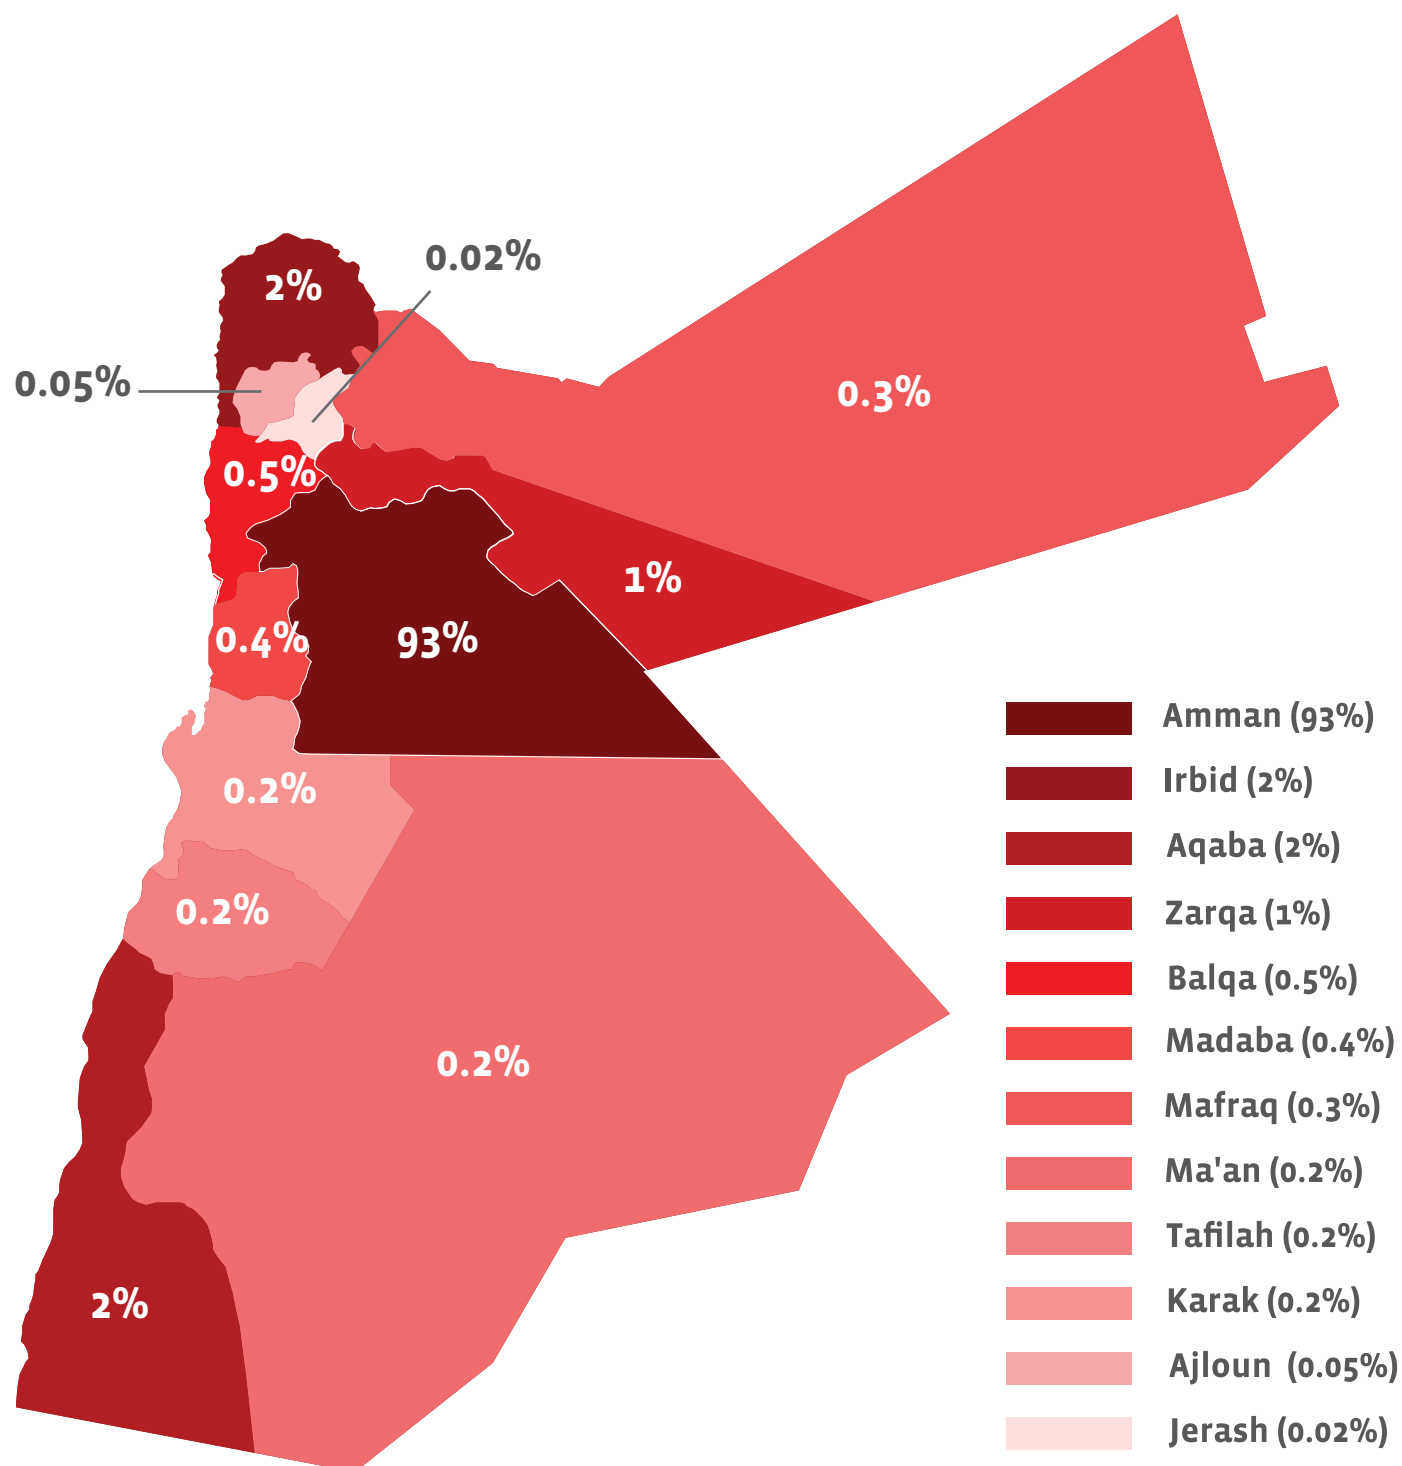 0.02%
2%
0.05%
0.3%
0.5%
1%
0.4%
93%
0.2%
0.2%
0.2%
2%
Amman (93%)
Irbid (2%)
Aqaba (2%)
Zarqa (1%)
Balqa (0.5%)
Madaba (0.4%)
Mafraq (0.3%)
Ma'an (0.2%)
Tafilah (0.2%)
Karak (0.2%)
Ajloun (0.05%)
Jerash (0.02%)